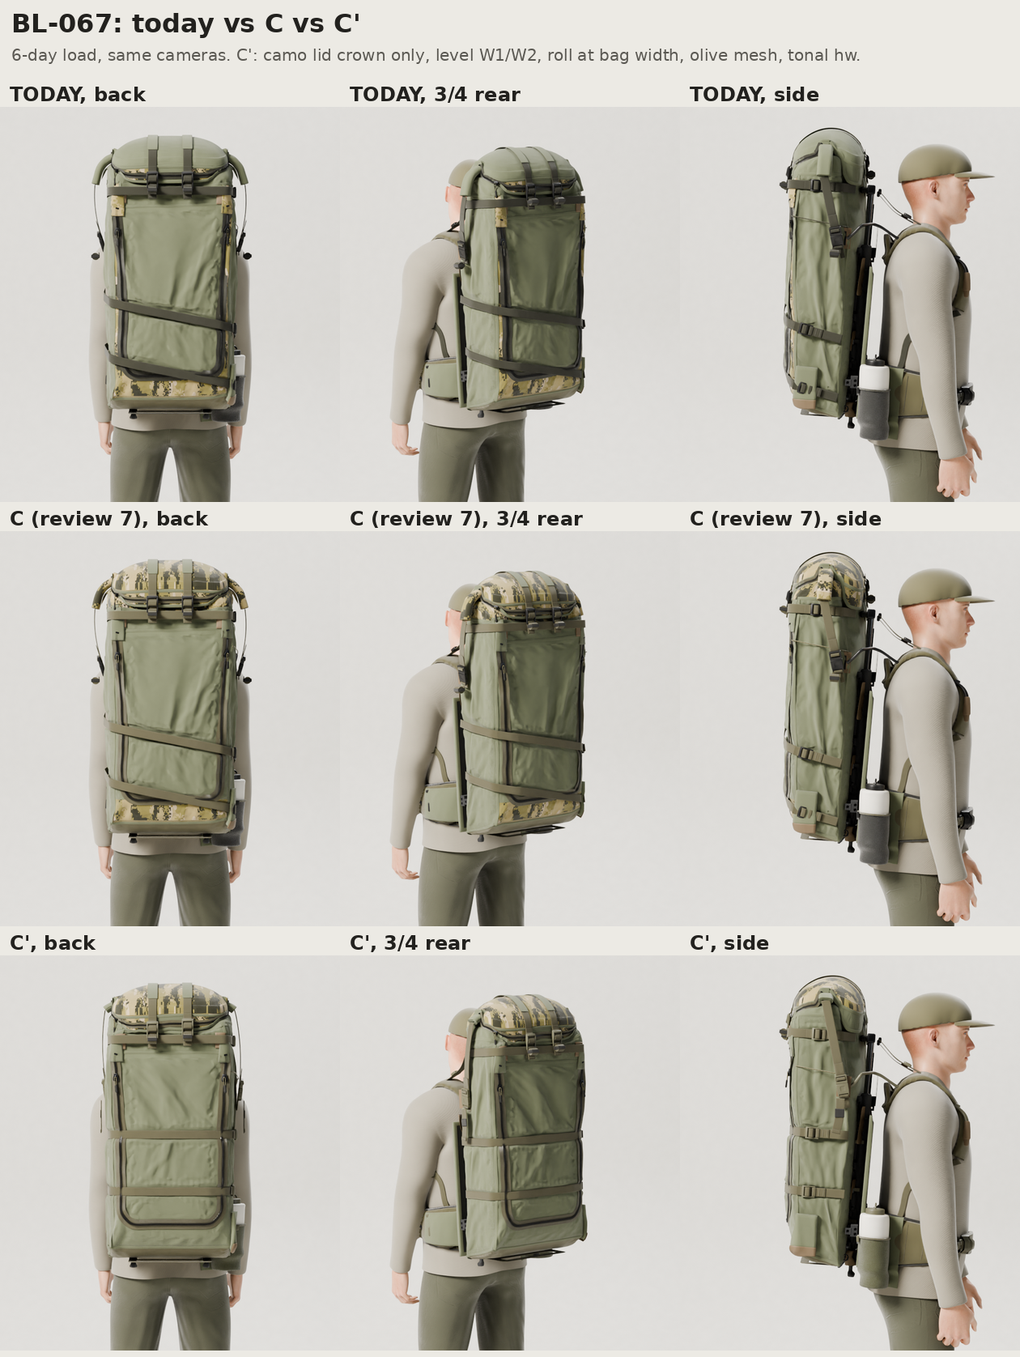 BL-067: today vs C vs C'
6-day load, same cameras. C': camo lid crown only, level W1/W2, roll at bag width, olive mesh, tonal hw.
TODAY, back
TODAY, 3/4 rear
TODAY, side
C (review 7), back
C (review 7), 3/4 rear
C (review 7), side
C', back
C', 3/4 rear
C', side